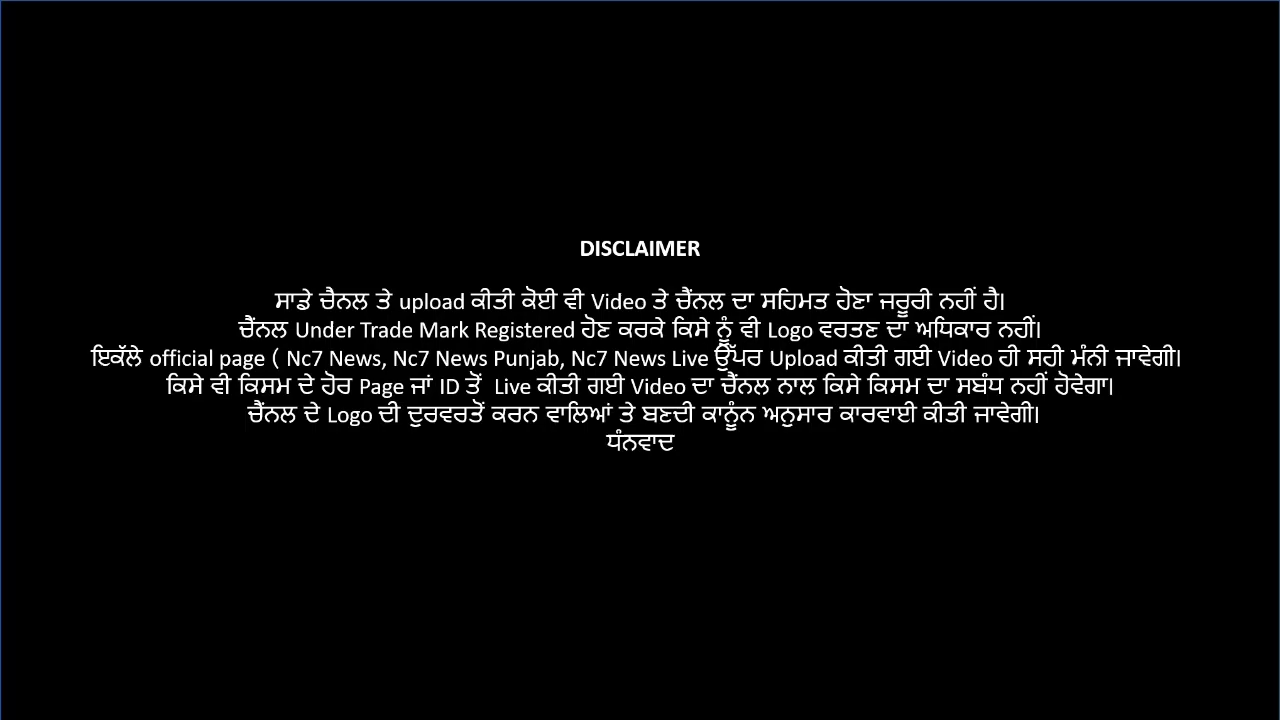 DISCLAIMER
ਸਾਡੇ ਚੈਨਲ ਤੇ upload ਕੀਤੀ ਕੋਈ ਵੀ Video ਤੇ ਚੈਂਨਲ ਦਾ ਸਹਿਮਤ ਹੋਣਾ ਜਰੂਰੀ ਨਹੀਂ ਹੈ।
ਚੈਂਨਲ Under Trade Mark Registered ਹੋਣ ਕਰਕੇ ਕਿਸੇ ਨੂੰ ਵੀ Logo ਵਰਤਣ ਦਾ ਅਧਿਕਾਰ ਨਹੀਂ।
ਇਕੱਲੇ official page ( Nc7 News, Nc7 News Punjab, Nc7 News Live ਉੱਪਰ Upload ਕੀਤੀ ਗਈ Video ਹੀ ਸਹੀ ਮੰਨੀ ਜਾਵੇਗੀ।
ਕਿਸੇ ਵੀ ਕਿਸਮ ਦੇ ਹੋਰ Page ਜਾਂ ID ਤੋਂ Live ਕੀਤੀ ਗਈ Video ਦਾ ਚੈਂਨਲ ਨਾਲ ਕਿਸੇ ਕਿਸਮ ਦਾ ਸਬੰਧ ਨਹੀਂ ਹੋਵੇਗਾ।
ਚੈਂਨਲ ਦੇ Logo ਦੀ ਦੁਰਵਰਤੋਂ ਕਰਨ ਵਾਲਿਆਂ ਤੇ ਬਣਦੀ ਕਾਨੂੰਨ ਅਨੁਸਾਰ ਕਾਰਵਾਈ ਕੀਤੀ ਜਾਵੇਗੀ।
ਧੰਨਵਾਦ